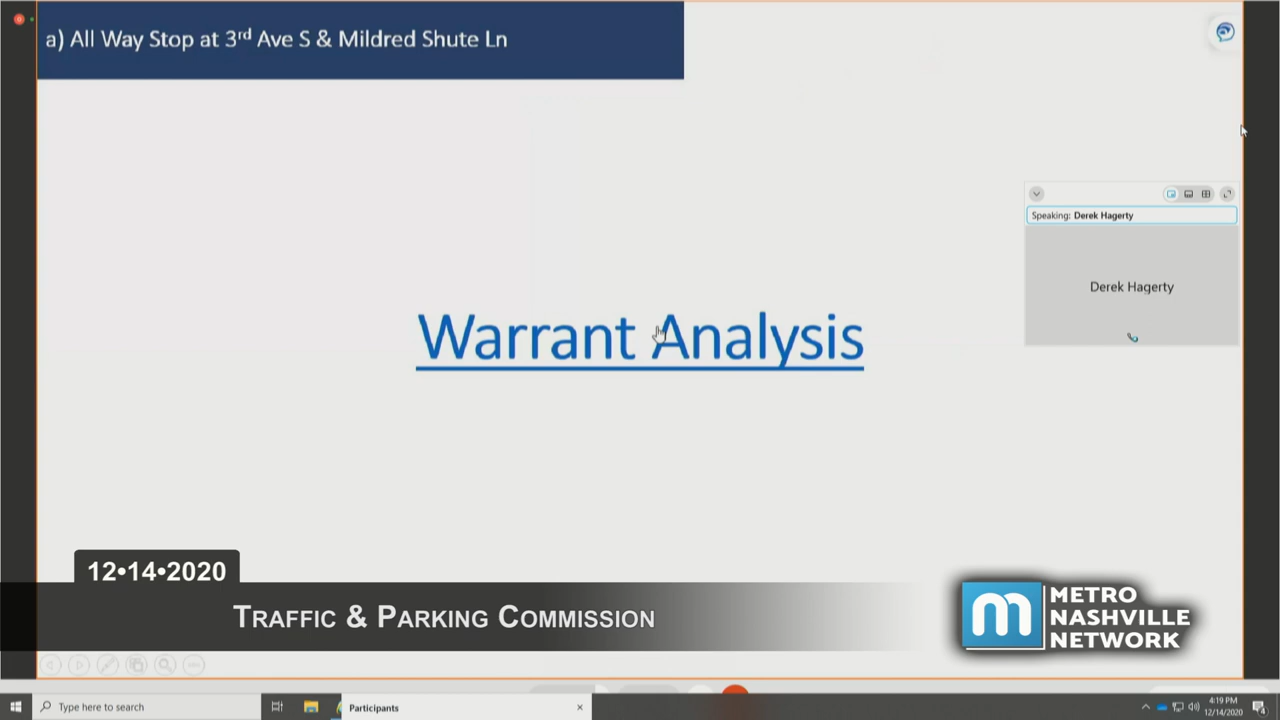 a) All Way Stop at 3rd Ave S & Mildred Shute Ln
Speaking: Derek Hagerty
Derek Hagerty
Warrant Analysis
12•14•2020
TRAFFIC & PARKING COMMISSION
METRO
NASHVILLE
NETWORK
Type here to search
Participants
4:19 PM
12/14/2020
4